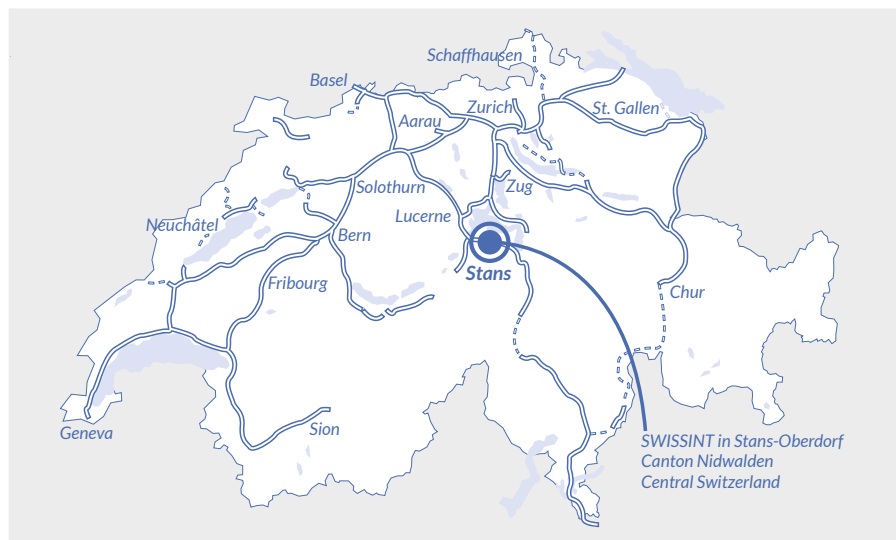 Schaffhausen
Basel
Zurich
St. Gallen
Aarau
Solothurn
Zug
Lucerne
Neuchâtel
Bern
Stans
Fribourg
Chur
Geneva
Sion
SWISSINT in Stans-Oberdorf
Canton Nidwalden
Central Switzerland